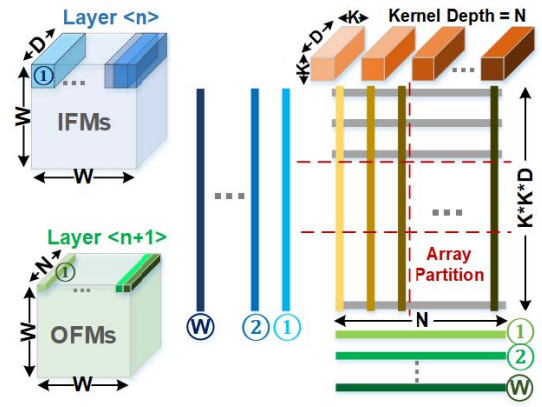 Layer <n>
D
1
...
W
IFMs
W
Layer <n+1>
N
1
...
W
OFMs
W
...
W
2
1
K
D
K
Kernel Depth = N
...
K*K*D
...
Array
Partition
N
1
2
W